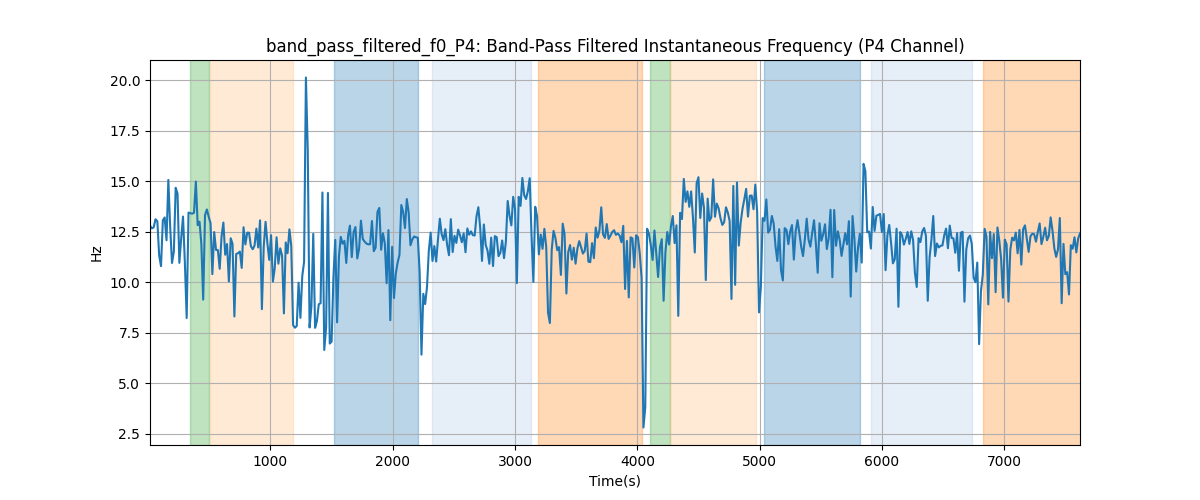 band_pass_filtered_f0_P4: Band-Pass Filtered Instantaneous Frequency (P4 Channel)
20.0
17.5
15.0
12.5
10.0
7.5
5.0
2.5
Hz
1000 2000 3000 4000 5000 6000 7000
Time(s)